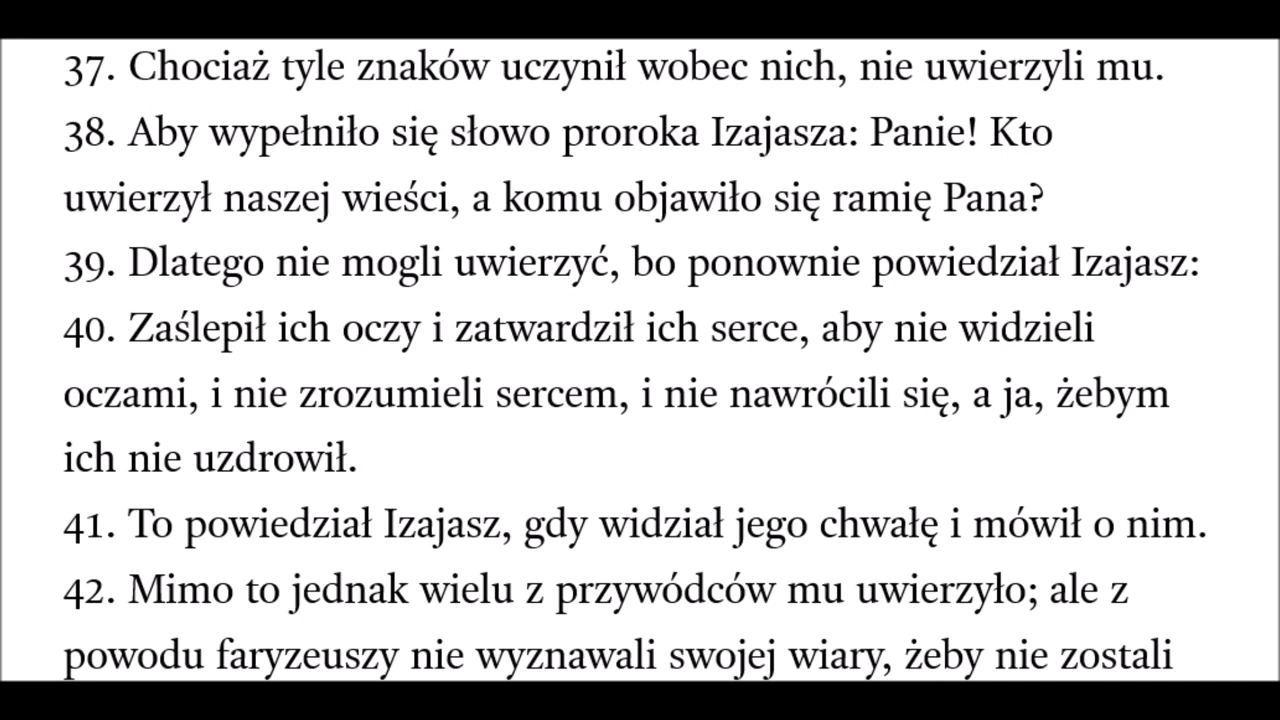 37. Chociaż tyle znaków uczynił wobec nich, nie uwierzyli mu.
38. Aby wypełniło się słowo proroka Izajasza: Panie! Kto
uwierzył naszej wieści, a komu objawiło się ramię Pana?
39. Dlatego nie mogli uwierzyć, bo ponownie powiedział Izajasz:
40. Zaślepił ich oczy i zatwardził ich serce, aby nie widzieli
oczami, i nie zrozumieli sercem, i nie nawrócili się, a ja, żebym
ich nie uzdrowił.
41. To powiedział Izajasz, gdy widział jego chwałę i mówił o nim.
42. Mimo to jednak wielu z przywódców mu uwierzyło; ale z
powodu faryzeuszy nie wyznawali swojej wiary, żeby nie zostali